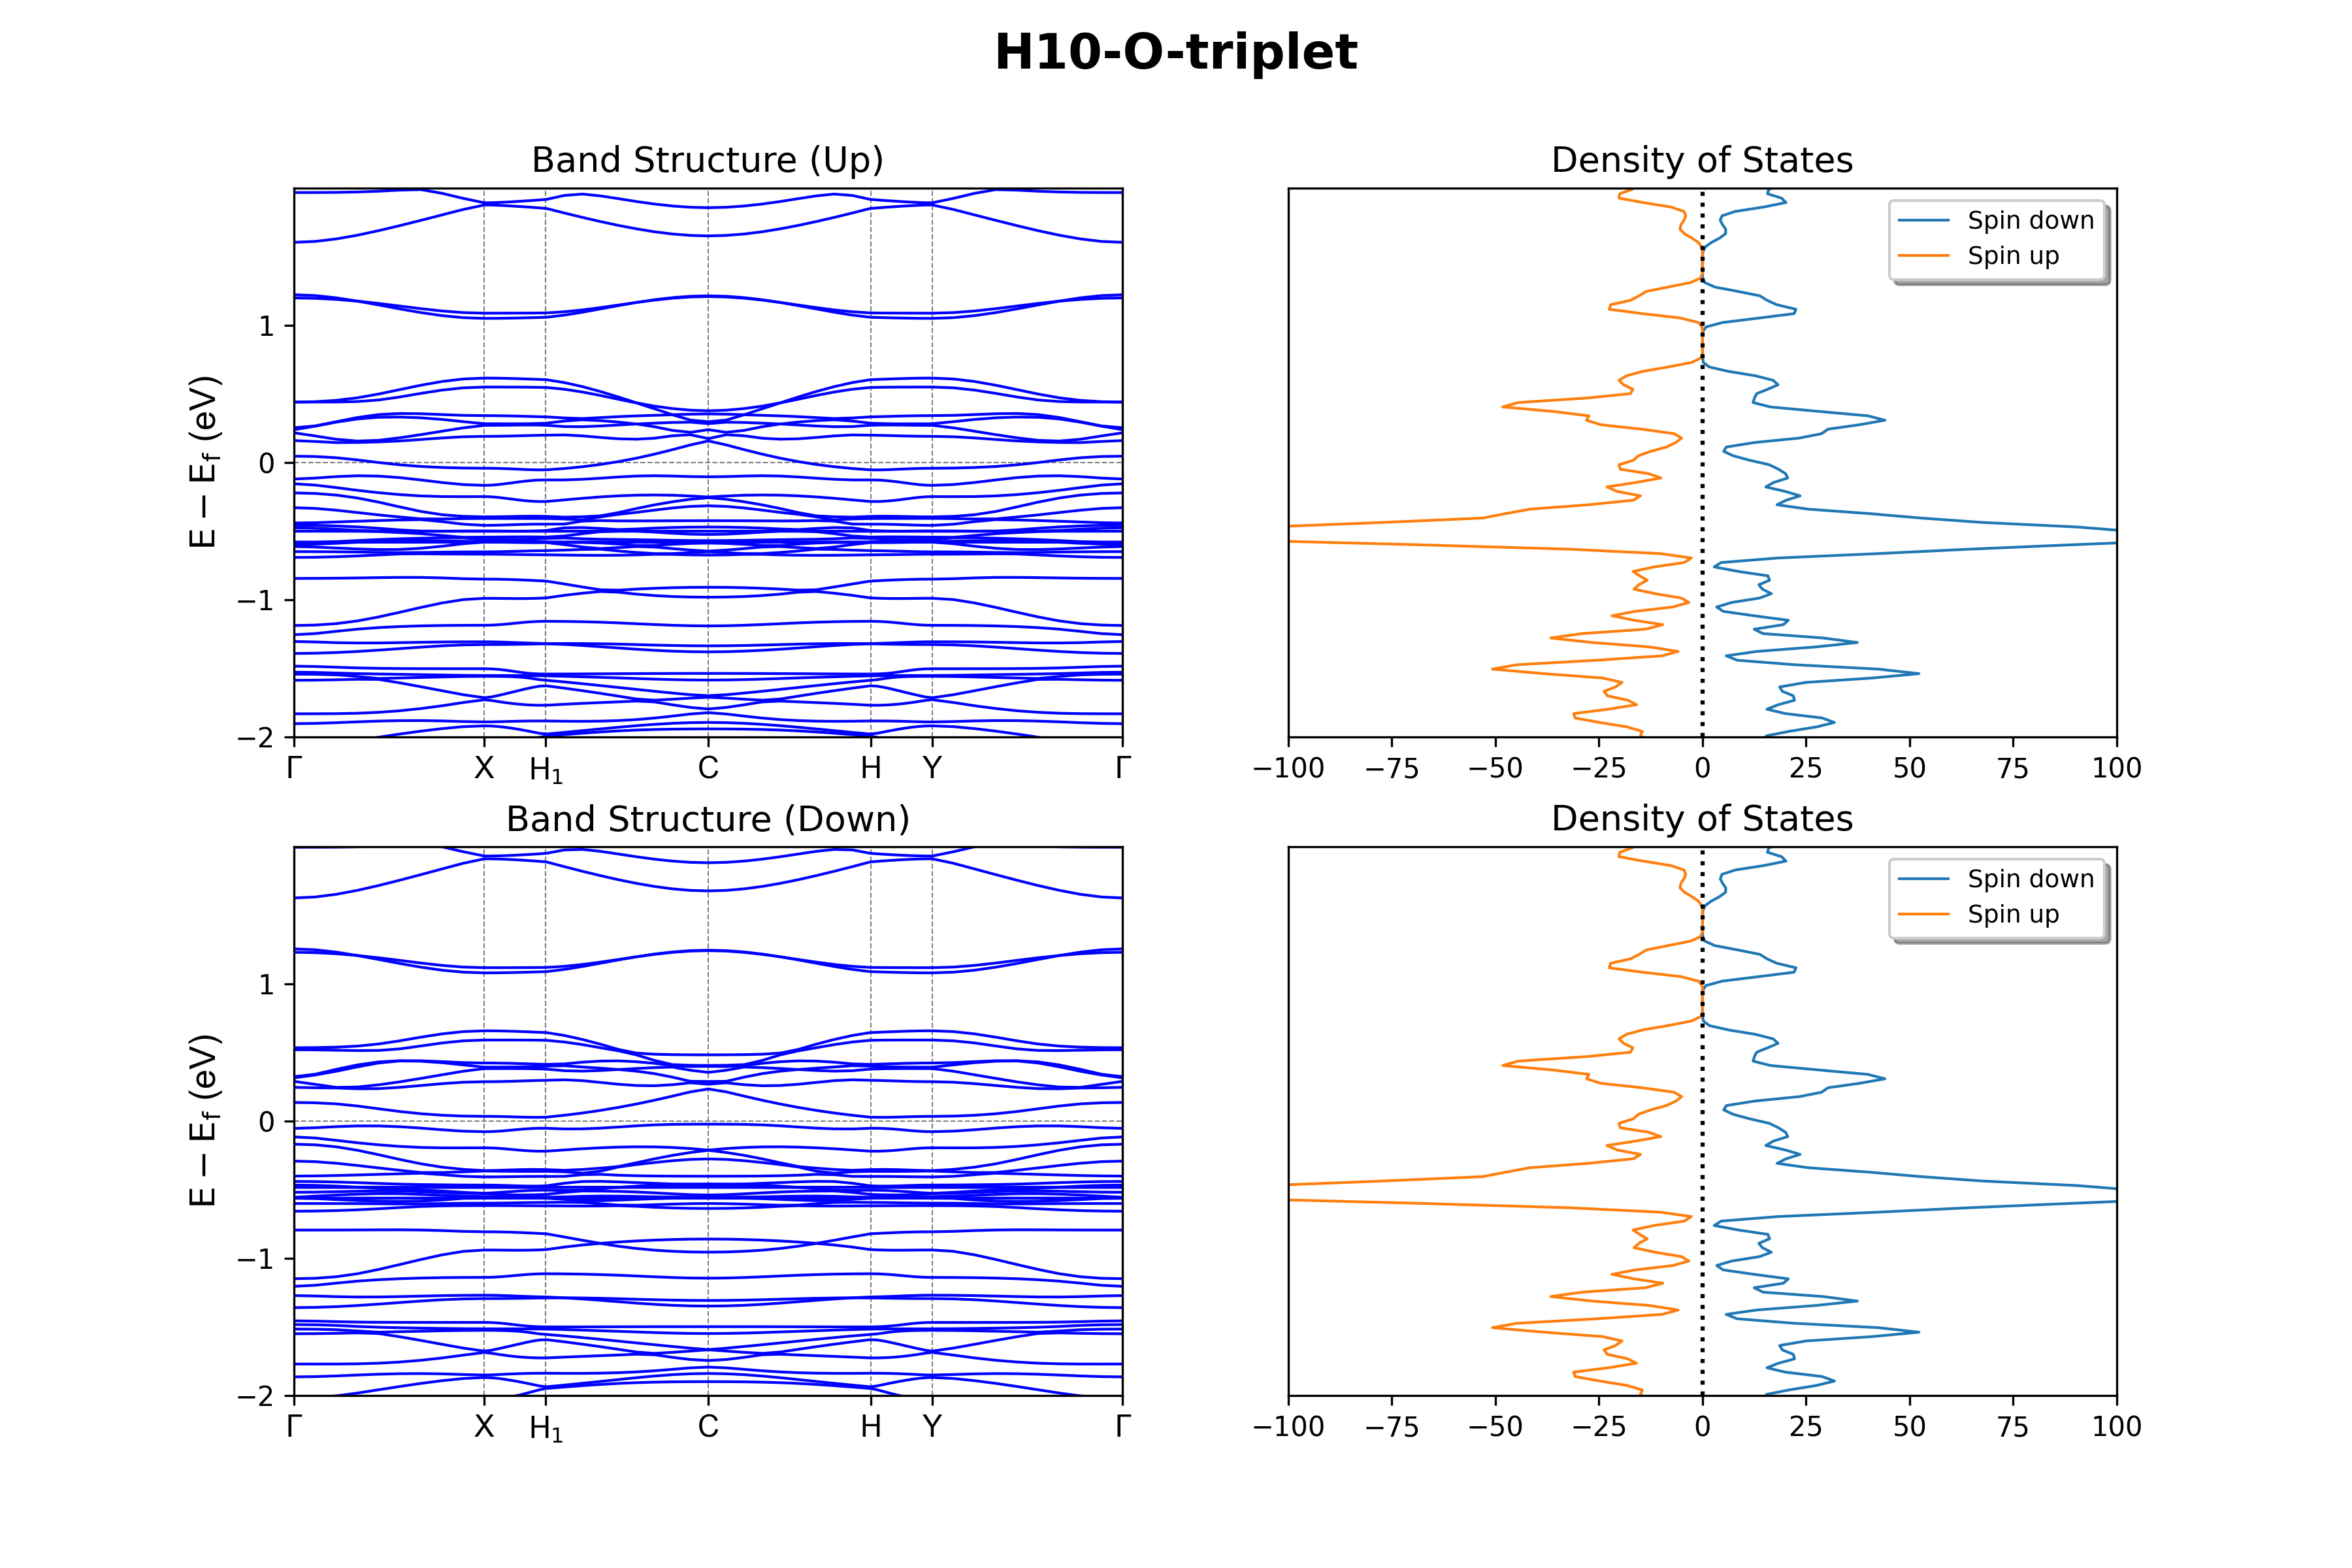 H10-O-triplet
Band Structure (Up)
Density of States
E − E_f (eV)
1
0
−1
−2
Γ X H₁ C H Y Γ
Spin down
Spin up
−100 −75 −50 −25 0 25 50 75 100
Band Structure (Down)
Density of States
E − E_f (eV)
1
0
−1
−2
Γ X H₁ C H Y Γ
Spin down
Spin up
−100 −75 −50 −25 0 25 50 75 100